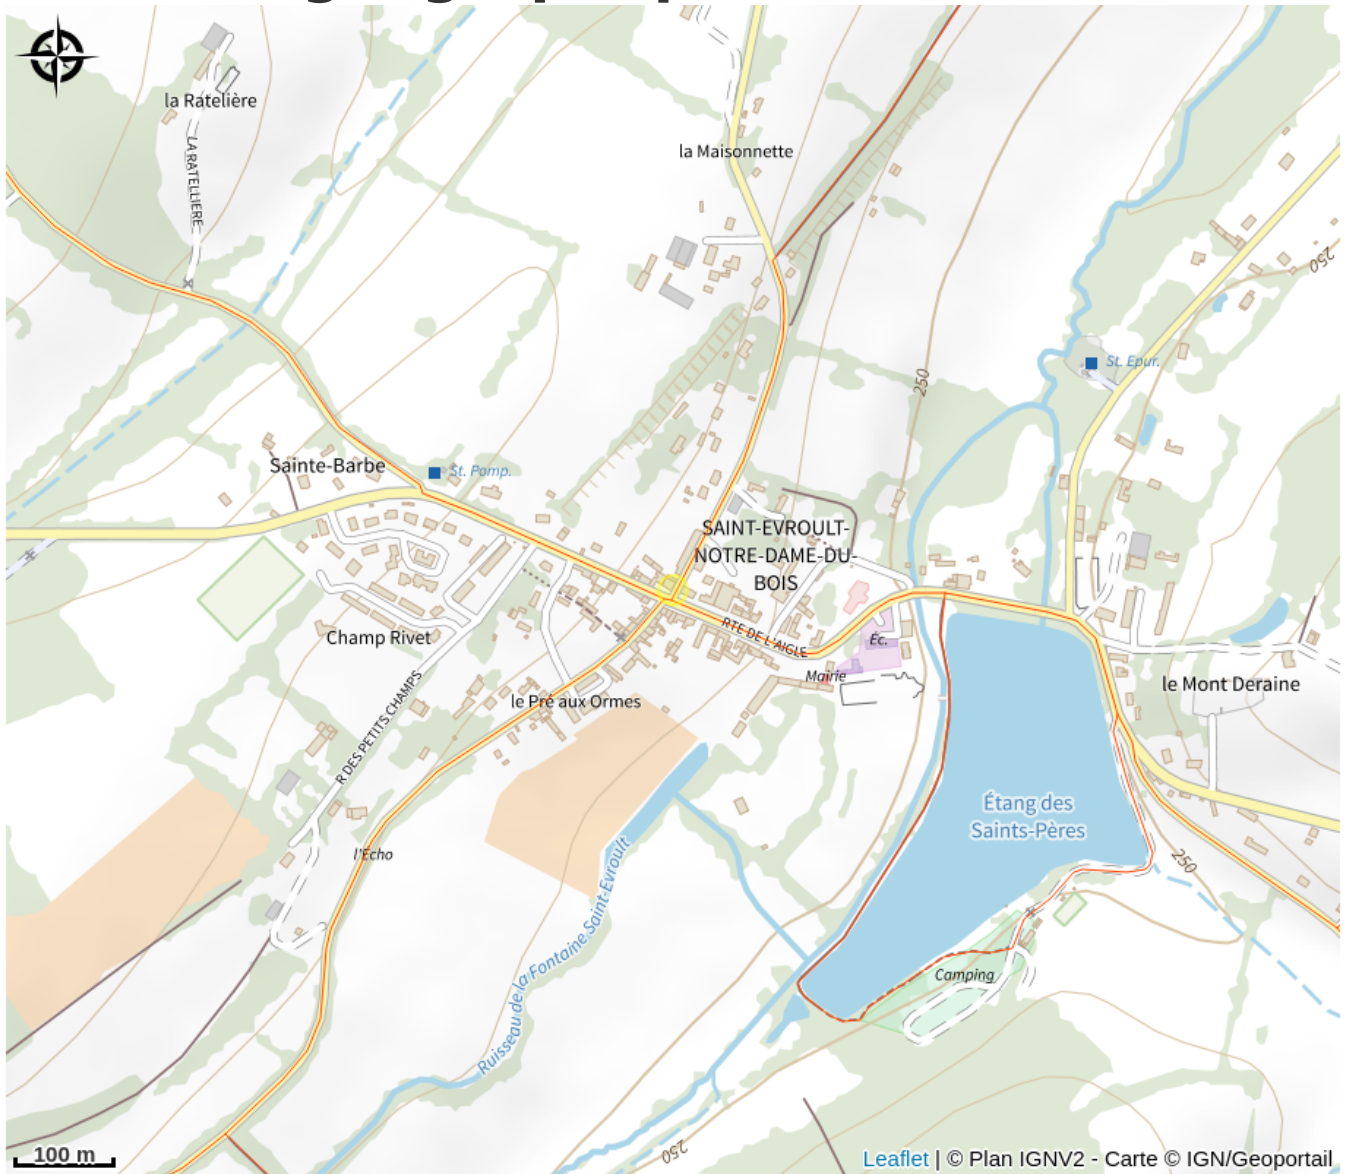 la Ratelière
LA RATELLIERE
la Maisonnette
250
250
St. Epur.
Sainte-Barbe
St. Pomp.
SAINT-EVROULT-
NOTRE-DAME-DU-
BOIS
RTE DE L'AIGLE
Éc.
Mairie
Champ Rivet
le Pré aux Ormes
R DES PETITS CHAMPS
le Mont Deraine
Étang des
Saints-Pères
l'Echo
250
Ruisseau de la Fontaine Saint-Evroult
Camping
250
100 m
Leaflet | © Plan IGNV2 - Carte © IGN/Geoportail